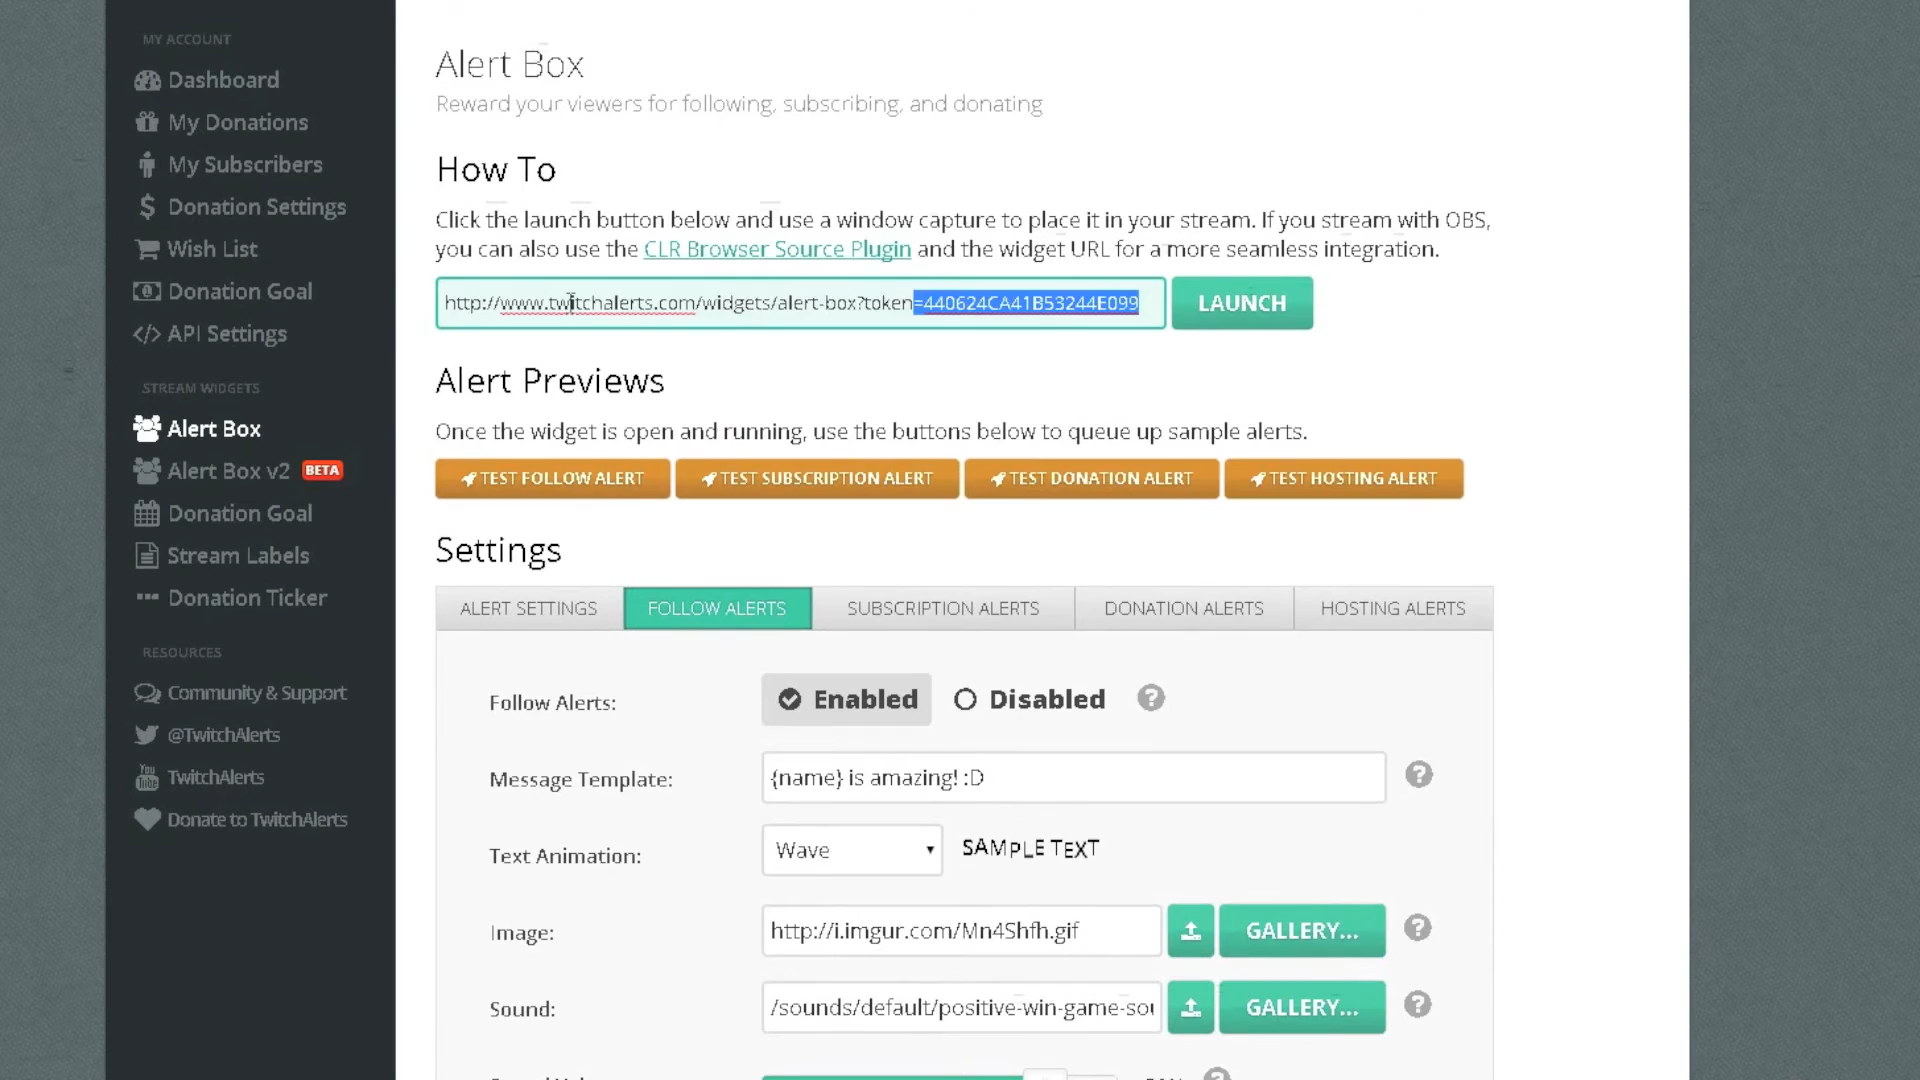 MY ACCOUNT
Dashboard
My Donations
My Subscribers
Donation Settings
Wish List
Donation Goal
API Settings
STREAM WIDGETS
Alert Box
Alert Box v2 BETA
Donation Goal
Stream Labels
Donation Ticker
RESOURCES
Community & Support
@TwitchAlerts
TwitchAlerts
Donate to TwitchAlerts
Alert Box
Reward your viewers for following, subscribing, and donating
How To
Click the launch button below and use a window capture to place it in your stream. If you stream with OBS,
you can also use the CLR Browser Source Plugin and the widget URL for a more seamless integration.
http://www.twitchalerts.com/widgets/alert-box?token=440624CA41B53244E099 LAUNCH
Alert Previews
Once the widget is open and running, use the buttons below to queue up sample alerts.
TEST FOLLOW ALERT TEST SUBSCRIPTION ALERT TEST DONATION ALERT TEST HOSTING ALERT
Settings
ALERT SETTINGS FOLLOW ALERTS SUBSCRIPTION ALERTS DONATION ALERTS HOSTING ALERTS
Follow Alerts: Enabled Disabled ?
Message Template: {name} is amazing! :D ?
Text Animation: Wave SAMPLE TEXT
Image: http://i.imgur.com/Mn4Shfh.gif GALLERY... ?
Sound: /sounds/default/positive-win-game-sou GALLERY... ?